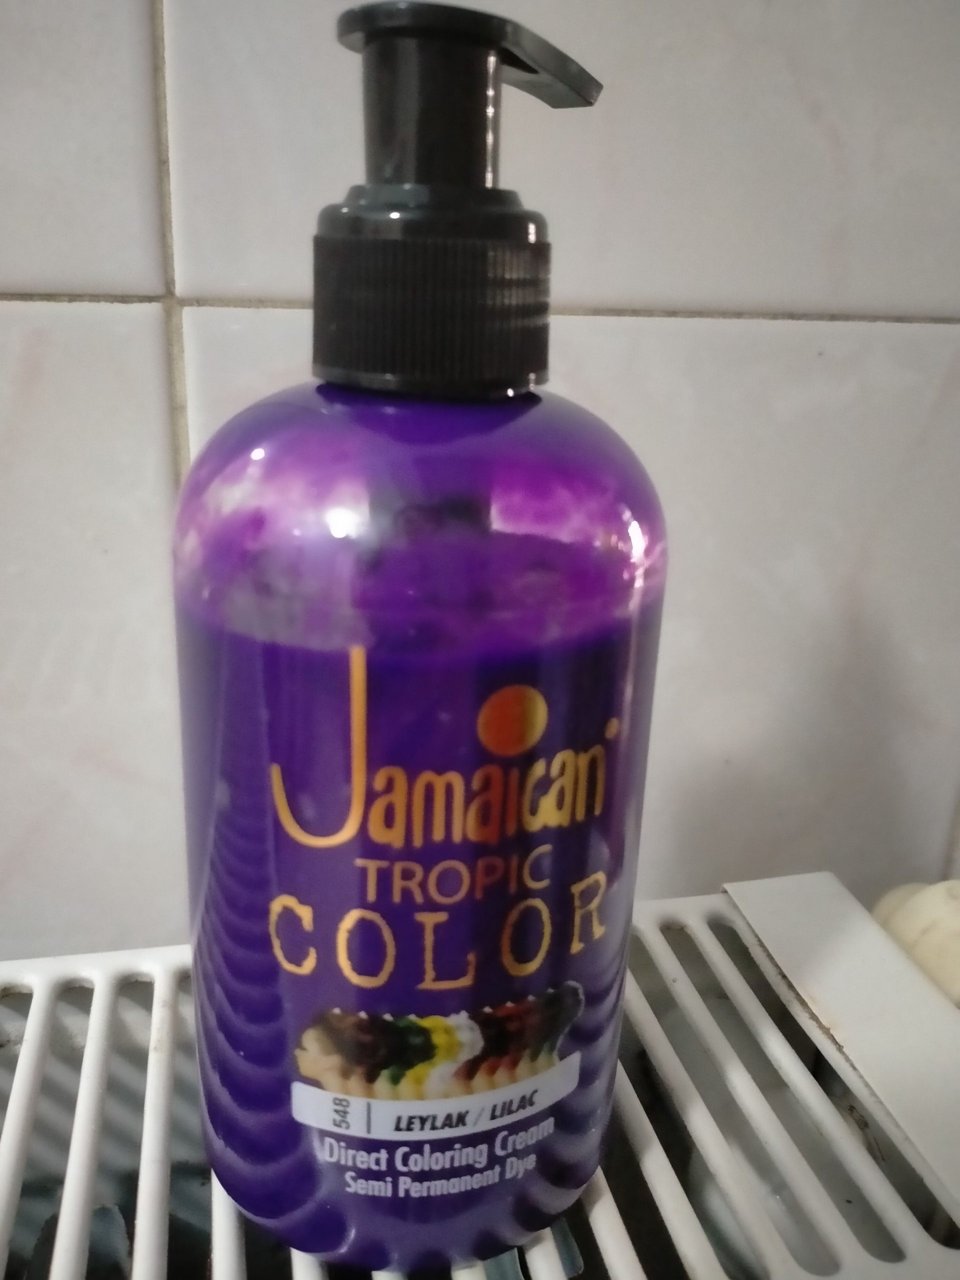 Jamaican
TROPIC
COLOR
548 LEYLAK / LILAC
Direct Coloring Cream
Semi Permanent Dye